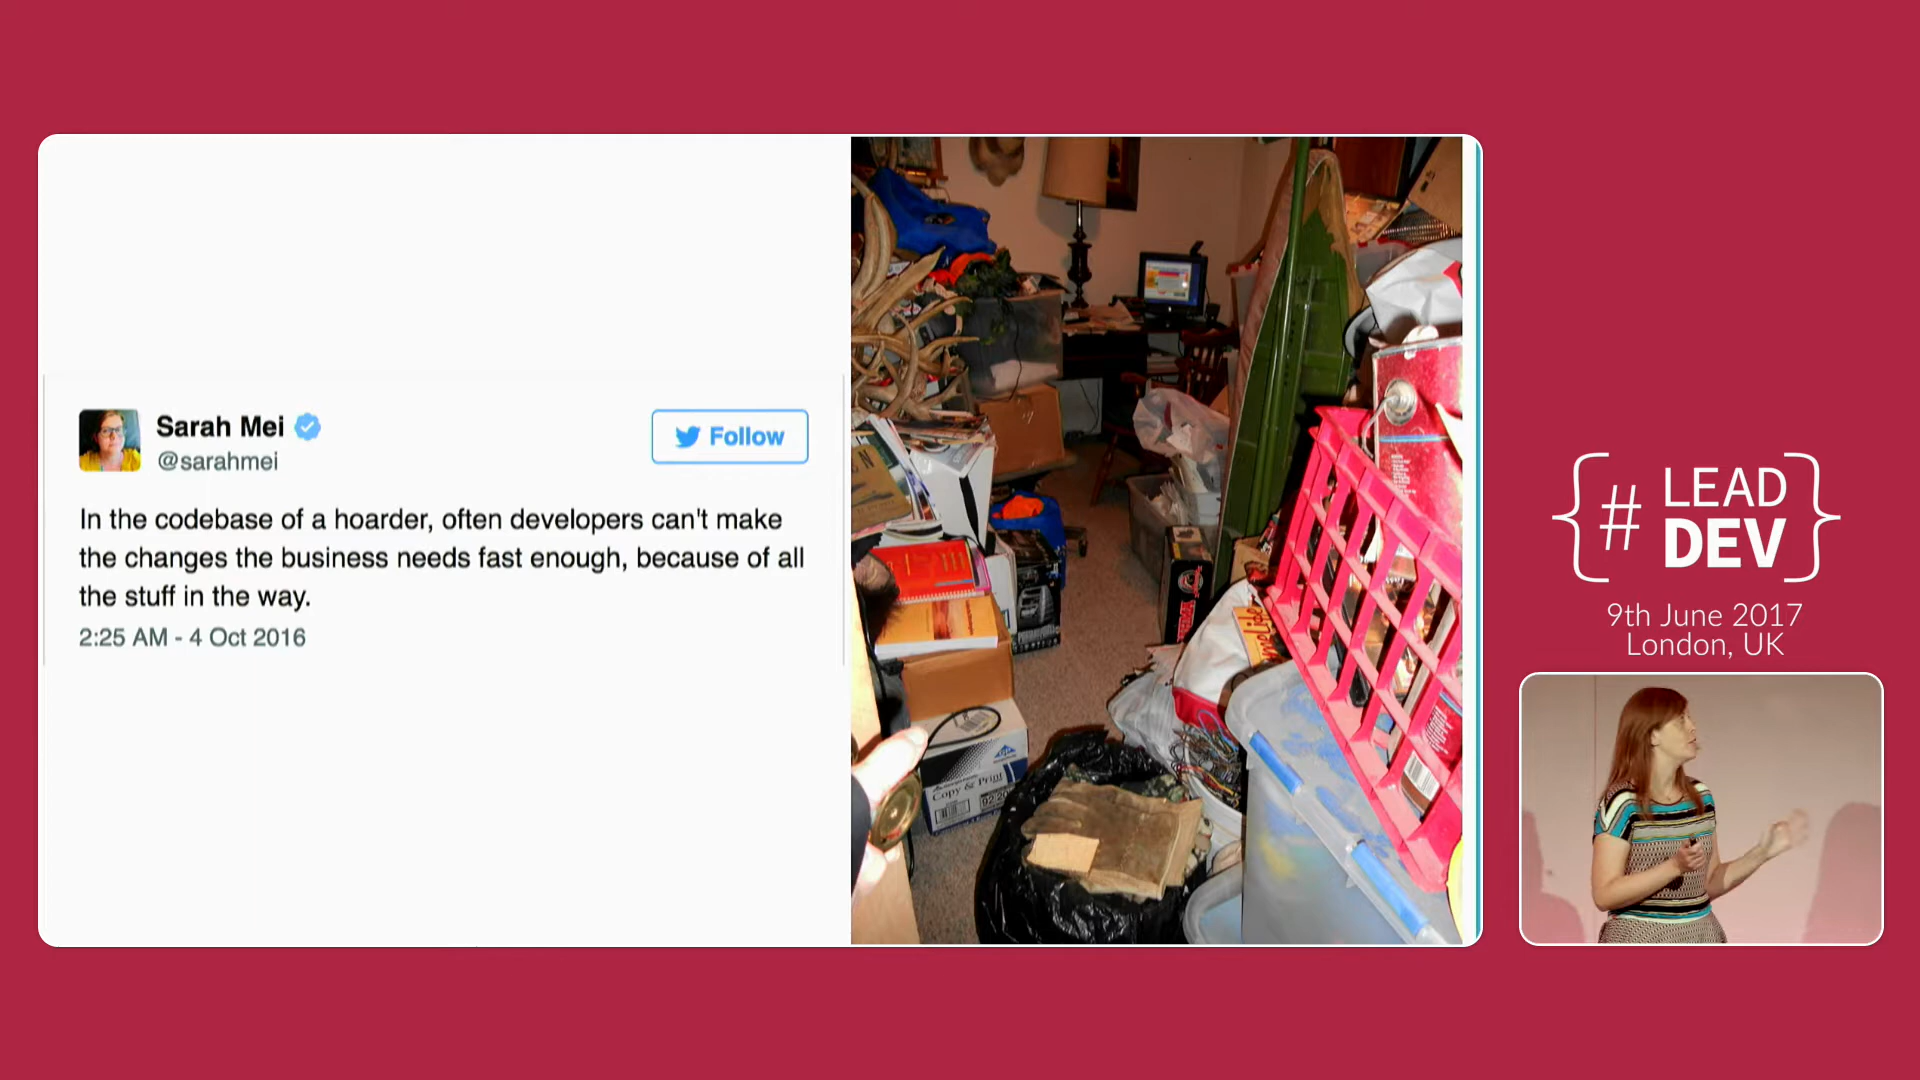 Sarah Mei
@sarahmei
Follow
In the codebase of a hoarder, often developers can't make
the changes the business needs fast enough, because of all
the stuff in the way.
2:25 AM - 4 Oct 2016
Copy & Print
{# LEAD
DEV}
9th June 2017
London, UK